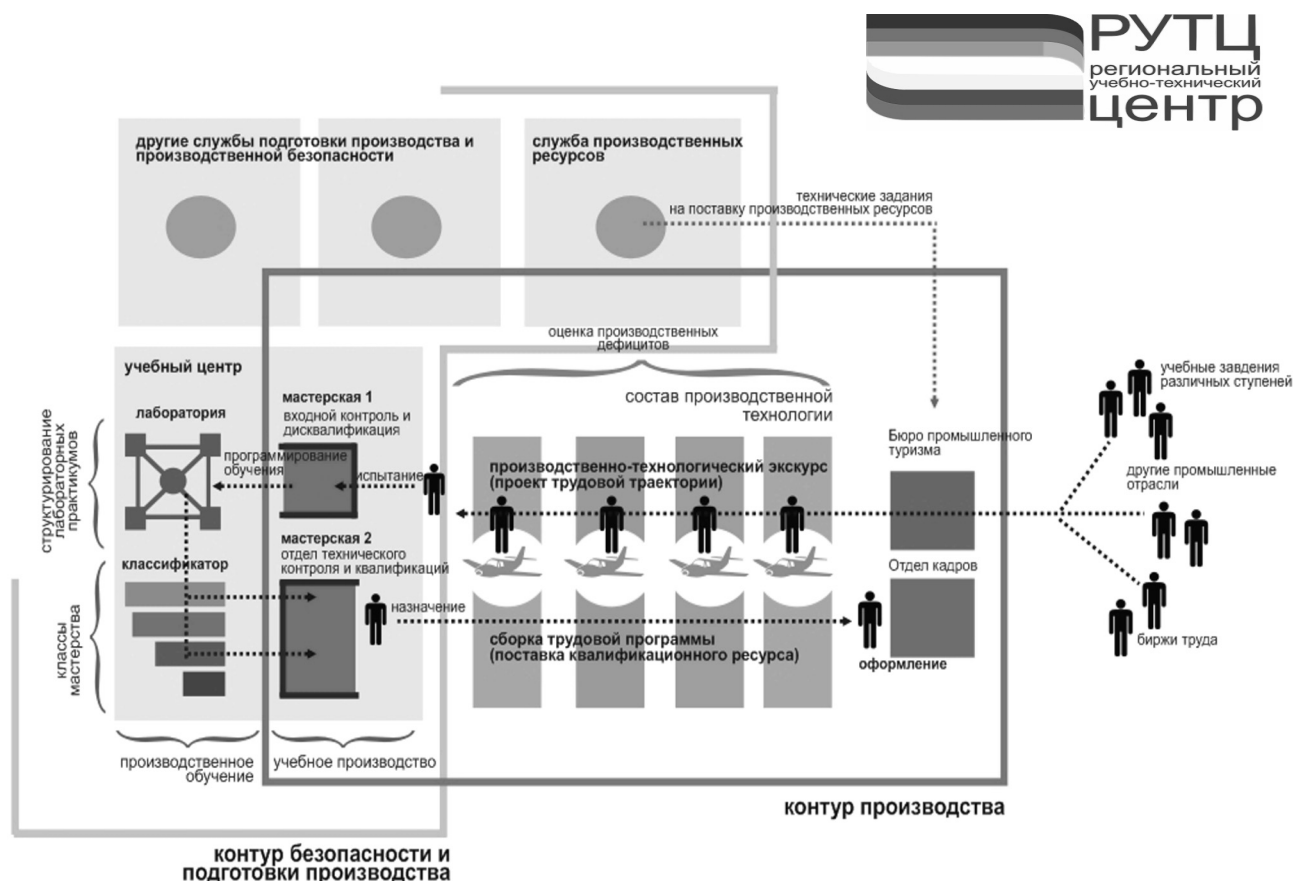 РУТЦ
региональный
учебно-технический
центр
другие службы подготовки производства и
производственной безопасности
служба производственных
ресурсов
технические задания
на поставку производственных ресурсов
оценка производственных
дефицитов
учебный центр
лаборатория
мастерская 1
входной контроль и
дисквалификация
состав производственной
технологии
учебные завдения
различных ступеней
Бюро промышленного
туризма
структурирование
лабораторных
практикумов
программирование
обучения
испытание
производственно-технологический экскурс
(проект трудовой траектории)
другие промышленные
отрасли
мастерская 2
отдел технического
контроля и квалификаций
классификатор
Отдел кадров
назначение
классы
мастерства
сборка трудовой программы
(поставка квалификационного ресурса)
оформление
биржи труда
производственное
обучение
учебное производство
контур производства
контур безопасности и
подготовки производства